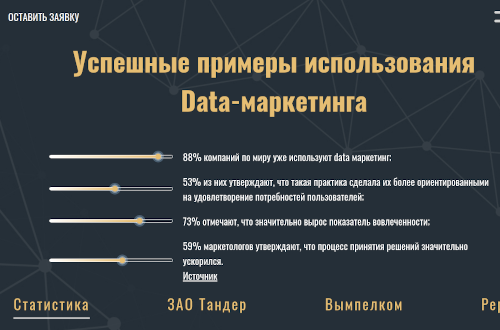 ОСТАВИТЬ ЗАЯВКУ
Успешные примеры использования
Data-маркетинга
88% компаний по миру уже используют data маркетинг;
53% из них утверждают, что такая практика сделала их более ориентированными
на удовлетворение потребностей пользователей;
73% отмечают, что значительно вырос показатель вовлеченности;
59% маркетологов утверждают, что процесс принятия решений значительно
ускорился.
Источник
Статистика ЗАО Тандер Вымпелком